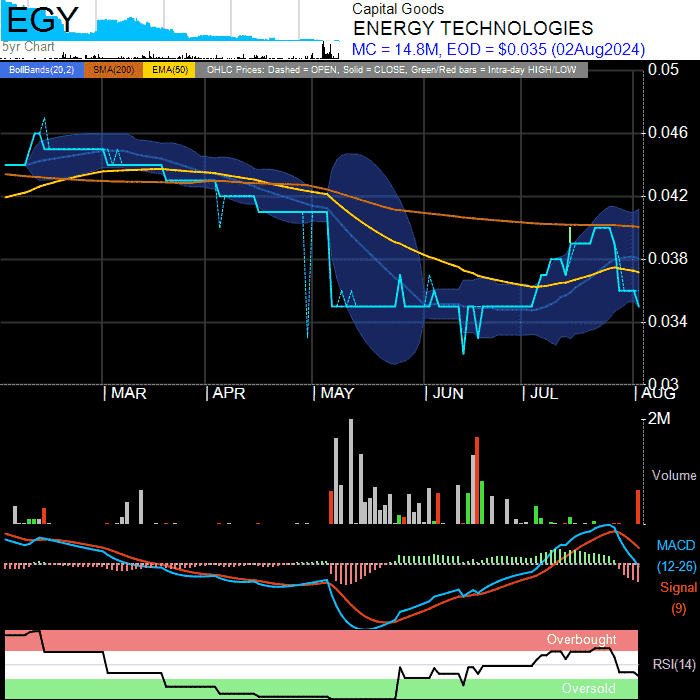 EGY
5yr Chart
Capital Goods
ENERGY TECHNOLOGIES
MC = 14.8M, EOD = $0.035 (02Aug2024)
BollBands(20,2) SMA(200) EMA(50) OHLC Prices: Dashed = OPEN, Solid = CLOSE, Green/Red bars = Intra-day HIGH/LOW
0.05
0.046
0.042
0.038
0.034
0.03
MAR APR MAY JUN JUL AUG
2M
Volume
MACD
(12-26)
Signal
(9)
Overbought
RSI(14)
Oversold